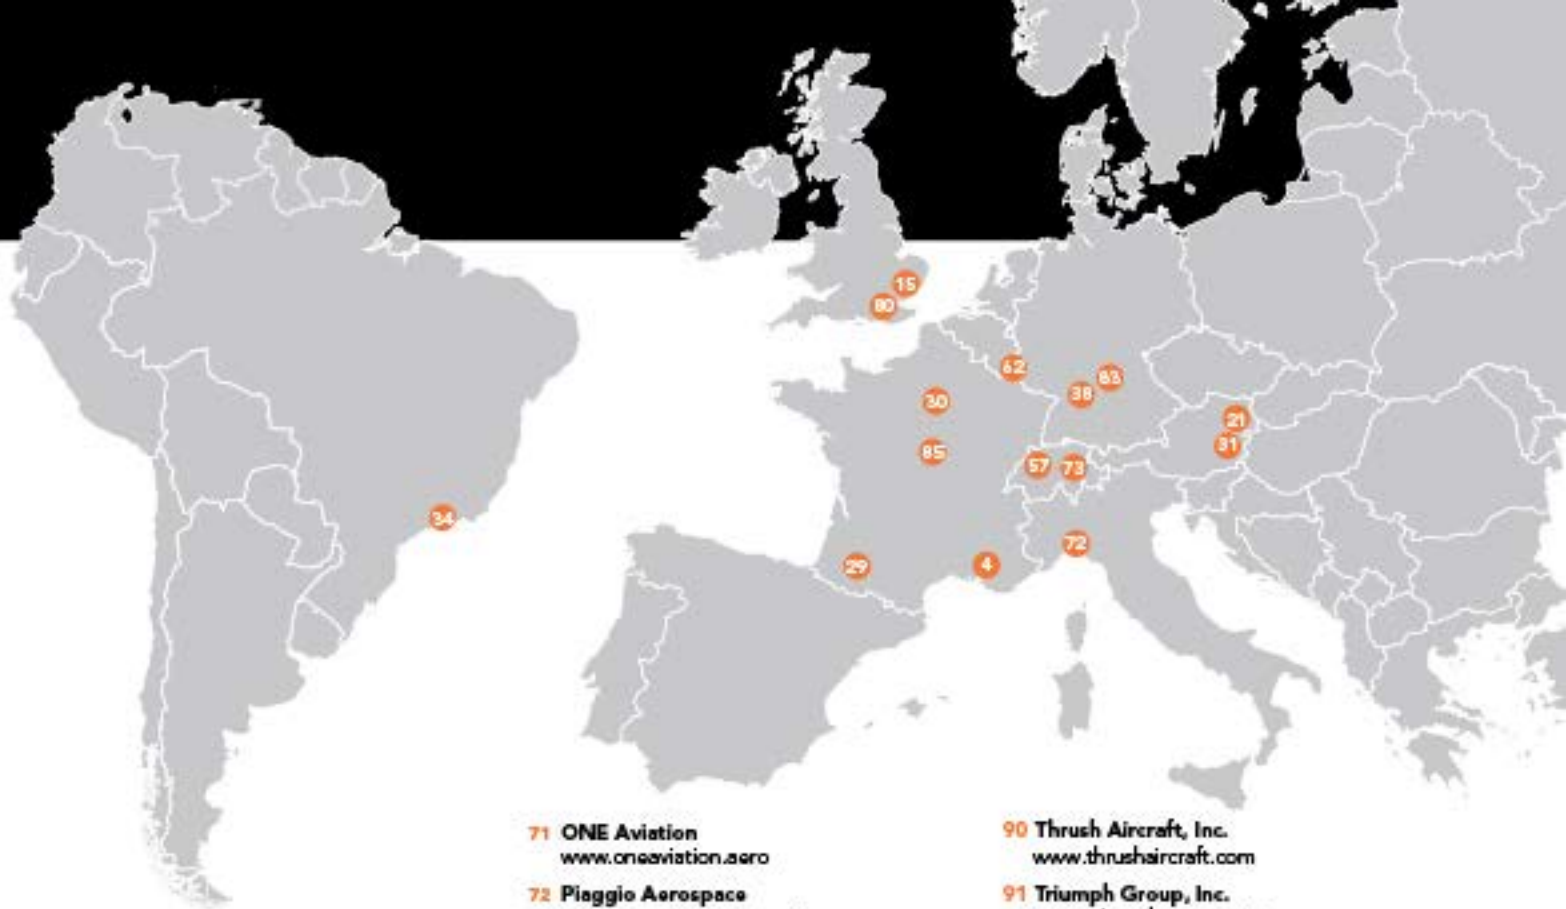 15
80
62
83
38
30
21
31
85
57
73
34
72
29
4
71 ONE Aviation
www.oneaviation.aero
72 Piaggio Aerospace
90 Thrush Aircraft, Inc.
www.thrushaircraft.com
91 Triumph Group, Inc.